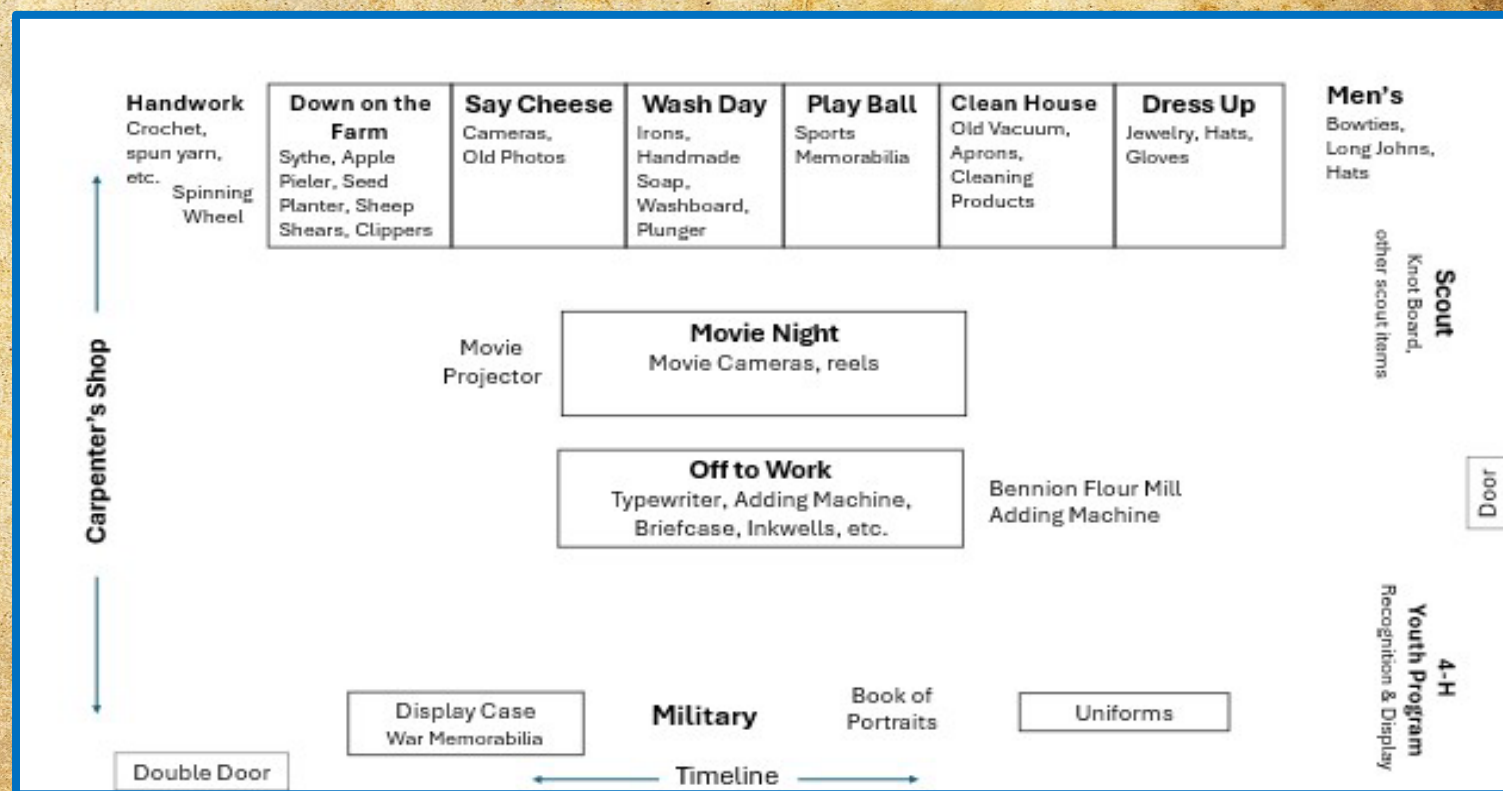 Handwork
Crochet,
spun yarn,
etc.
Spinning
Wheel
Down on the
Farm
Sythe, Apple
Pieler, Seed
Planter, Sheep
Shears, Clippers
Say Cheese
Cameras,
Old Photos
Wash Day
Irons,
Handmade
Soap,
Washboard,
Plunger
Play Ball
Sports
Memorabilia
Clean House
Old Vacuum,
Aprons,
Cleaning
Products
Dress Up
Jewelry, Hats,
Gloves
Men's
Bowties,
Long Johns,
Hats
Scout
Knot Board,
other scout items
Carpenter's Shop
Movie
Projector
Movie Night
Movie Cameras, reels
Off to Work
Typewriter, Adding Machine,
Briefcase, Inkwells, etc.
Bennion Flour Mill
Adding Machine
Door
4-H
Youth Program
Recognition & Display
Display Case
War Memorabilia
Military
Book of
Portraits
Uniforms
Double Door
Timeline